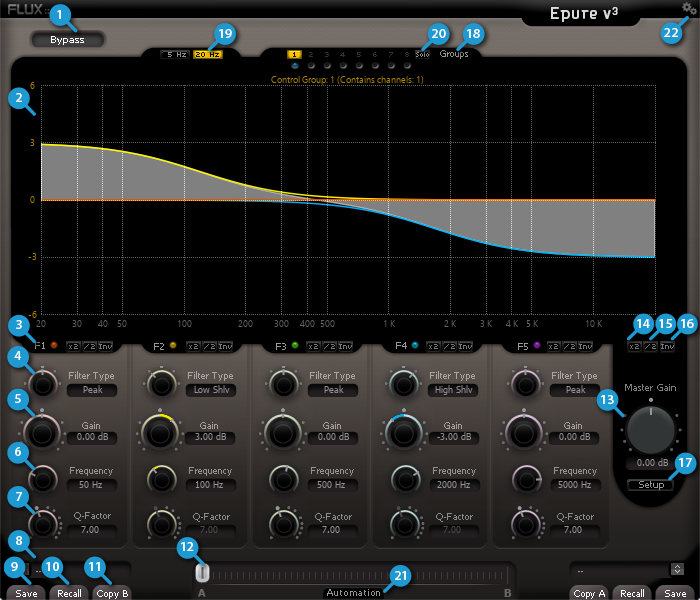 FLUX::
Epure v3
1
22
Bypass
19
20
18
5 Hz 20 Hz
1 2 3 4 5 6 7 8 Solo Groups
Control Group: 1 (Contains channels: 1)
2
6
3
0
-3
-6
20 30 40 50 100 200 300 400 500 1 K 2 K 3 K 4 K 5 K 10 K
3
14 15 16
F1 x2 /2 Inv
F2 x2 /2 Inv
F3 x2 /2 Inv
F4 x2 /2 Inv
F5 x2 /2 Inv
x2 /2 Inv
4
Filter Type
Peak
Filter Type
Low Shlv
Filter Type
Peak
Filter Type
High Shlv
Filter Type
Peak
Master Gain
13
0.00 dB
5
Gain
0.00 dB
Gain
3.00 dB
Gain
0.00 dB
Gain
-3.00 dB
Gain
0.00 dB
17
Setup
6
Frequency
50 Hz
Frequency
100 Hz
Frequency
500 Hz
Frequency
2000 Hz
Frequency
5000 Hz
7
Q-Factor
7.00
Q-Factor
7.00
Q-Factor
7.00
Q-Factor
7.00
Q-Factor
7.00
8
9
10
11
12
21
..
..
Save Recall Copy B
A Automation B
Copy A Recall Save